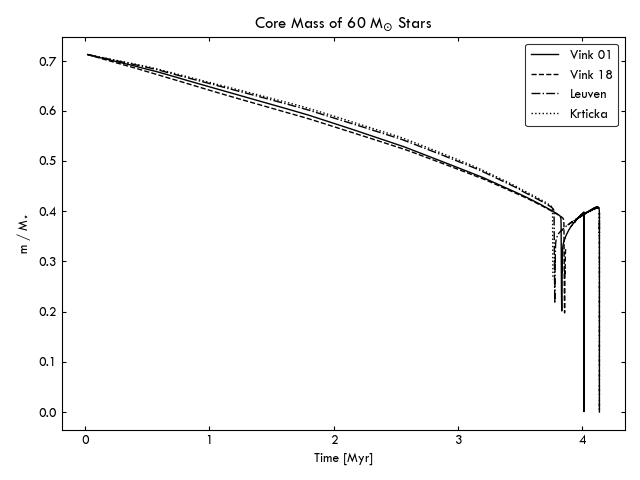 Core Mass of 60 M☉ Stars
Vink 01
Vink 18
Leuven
Krticka
m / M⋆
0.7
0.6
0.5
0.4
0.3
0.2
0.1
0.0
0 1 2 3 4
Time [Myr]